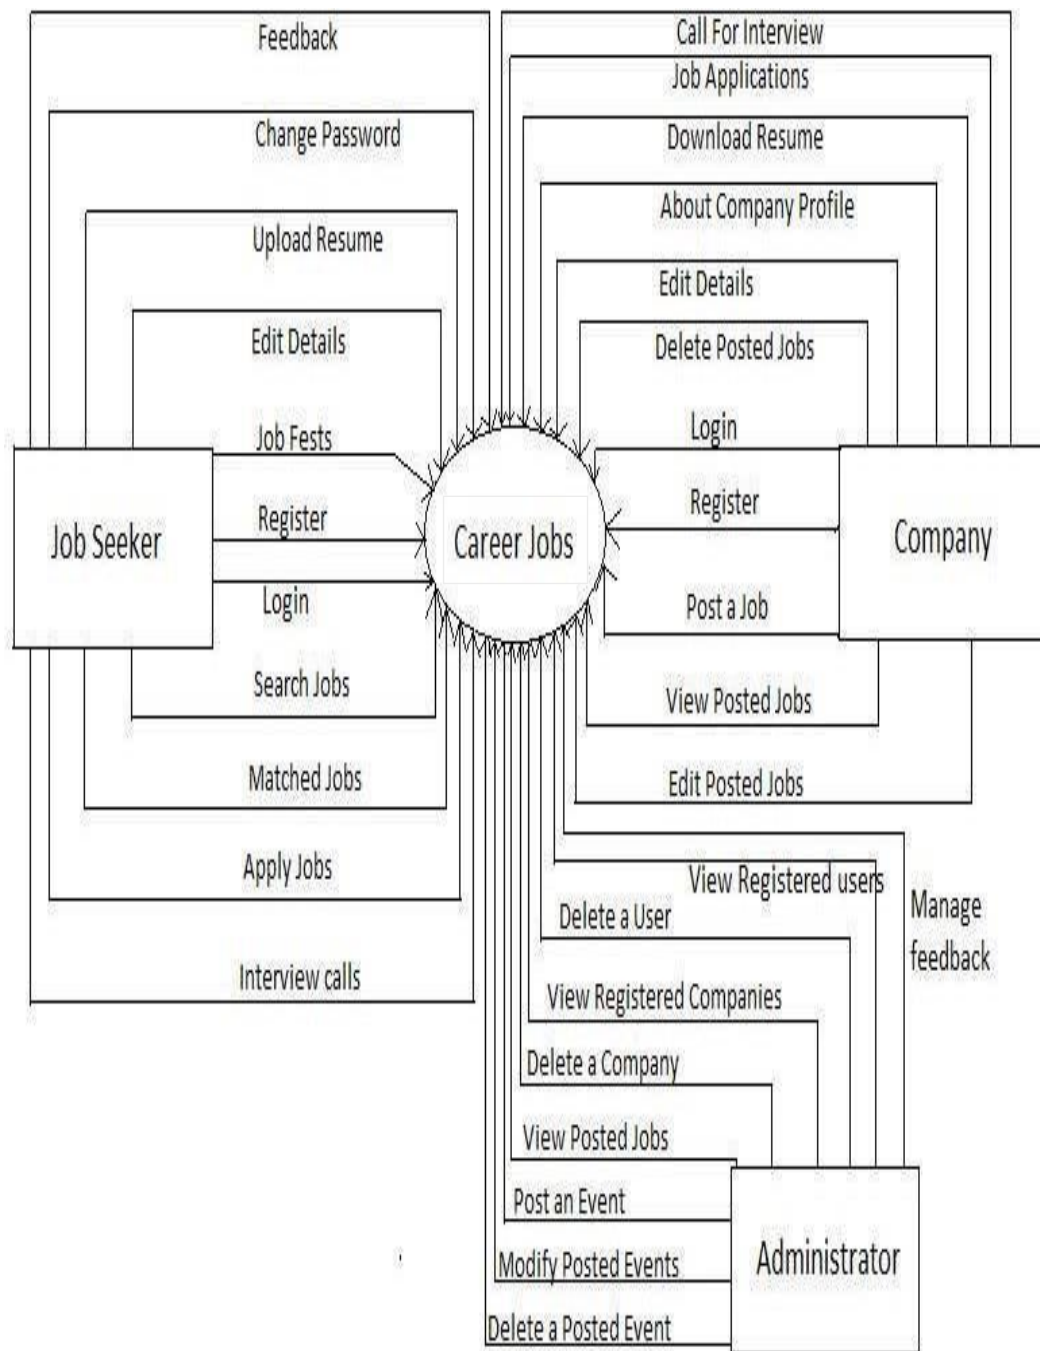 Feedback
Change Password
Upload Resume
Edit Details
Job Fests
Register
Login
Search Jobs
Matched Jobs
Apply Jobs
Interview calls
Job Seeker
Career Jobs
Call For Interview
Job Applications
Download Resume
About Company Profile
Edit Details
Delete Posted Jobs
Login
Register
Post a Job
View Posted Jobs
Edit Posted Jobs
Company
View Registered users
Manage
feedback
Delete a User
View Registered Companies
Delete a Company
View Posted Jobs
Post an Event
Modify Posted Events
Delete a Posted Event
Administrator